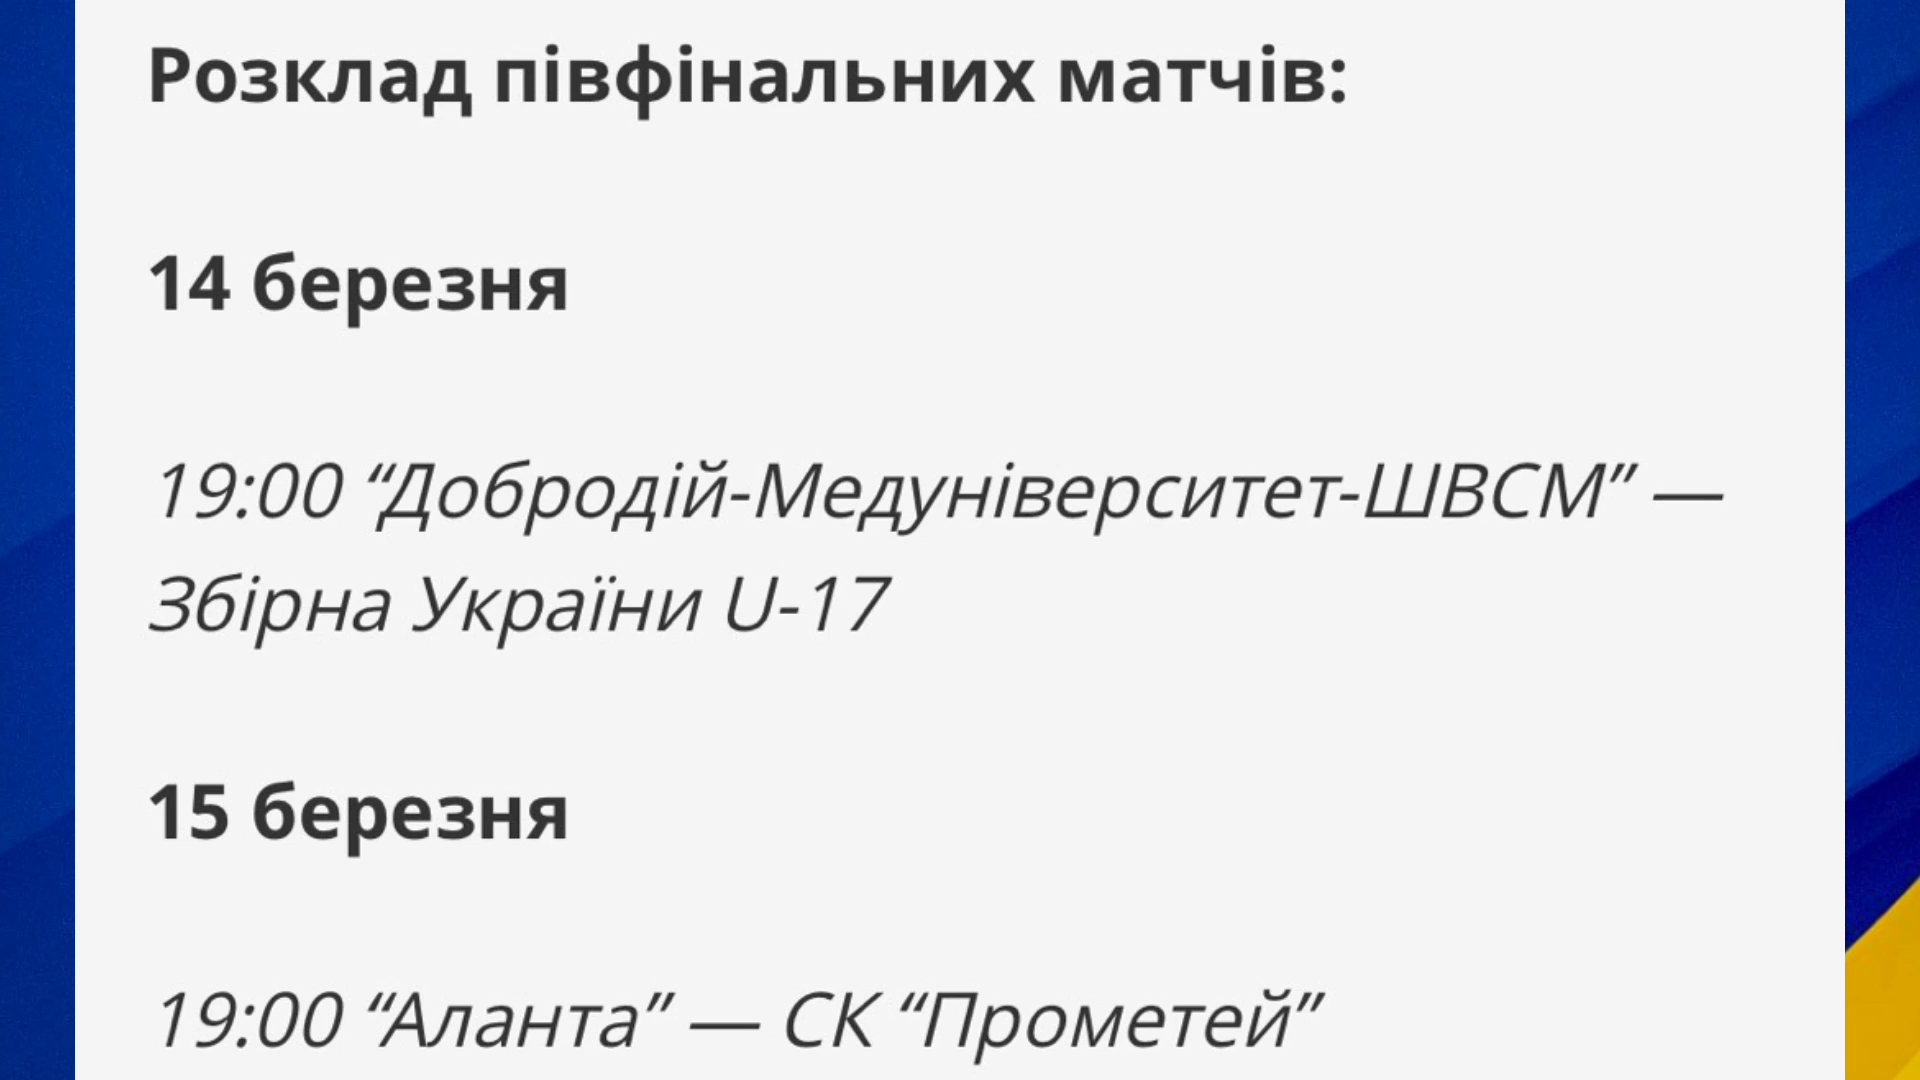 Розклад півфінальних матчів:
14 березня
19:00 “Добродій-Медуніверситет-ШВСМ” —
Збірна України U-17
15 березня
19:00 “Аланта” — СК “Прометей”